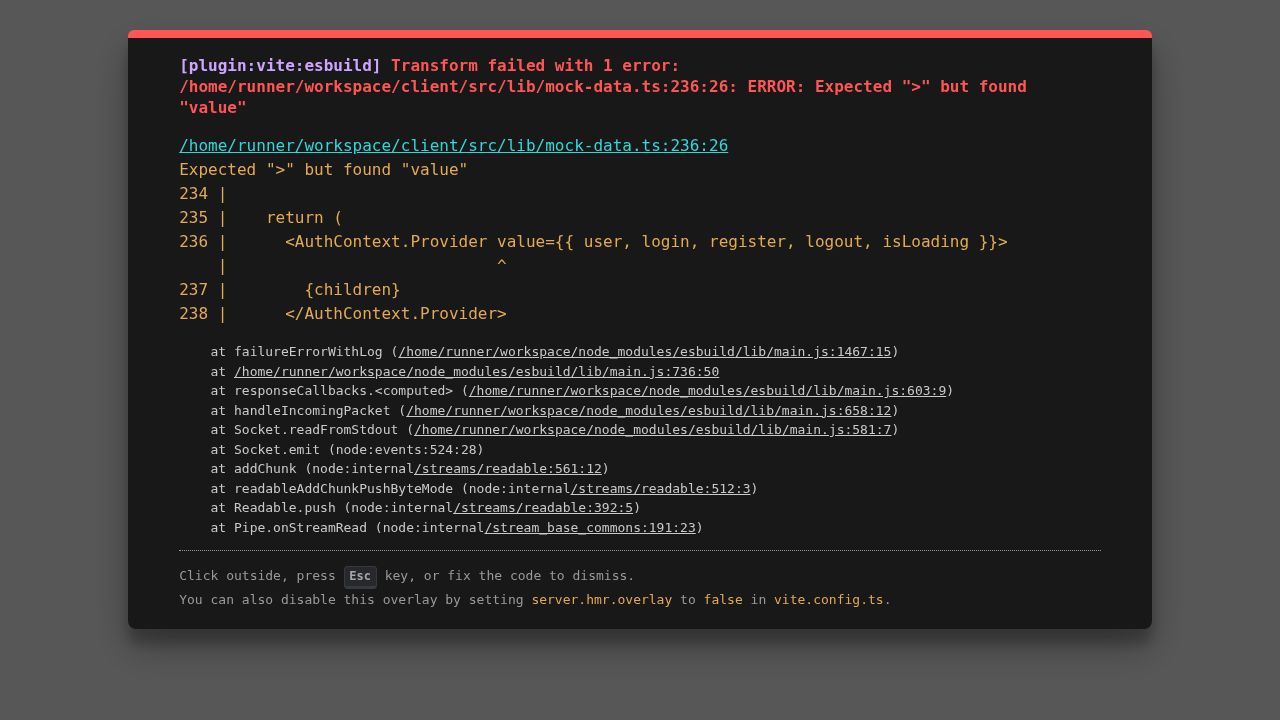 [plugin:vite:esbuild] Transform failed with 1 error:
/home/runner/workspace/client/src/lib/mock-data.ts:236:26: ERROR: Expected ">" but found
"value"
/home/runner/workspace/client/src/lib/mock-data.ts:236:26
Expected ">" but found "value"
234 |
235 |    return (
236 |      <AuthContext.Provider value={{ user, login, register, logout, isLoading }}>
    |                            ^
237 |        {children}
238 |      </AuthContext.Provider>
at failureErrorWithLog (/home/runner/workspace/node_modules/esbuild/lib/main.js:1467:15)
at /home/runner/workspace/node_modules/esbuild/lib/main.js:736:50
at responseCallbacks.<computed> (/home/runner/workspace/node_modules/esbuild/lib/main.js:603:9)
at handleIncomingPacket (/home/runner/workspace/node_modules/esbuild/lib/main.js:658:12)
at Socket.readFromStdout (/home/runner/workspace/node_modules/esbuild/lib/main.js:581:7)
at Socket.emit (node:events:524:28)
at addChunk (node:internal/streams/readable:561:12)
at readableAddChunkPushByteMode (node:internal/streams/readable:512:3)
at Readable.push (node:internal/streams/readable:392:5)
at Pipe.onStreamRead (node:internal/stream_base_commons:191:23)
Click outside, press Esc key, or fix the code to dismiss.
You can also disable this overlay by setting server.hmr.overlay to false in vite.config.ts.